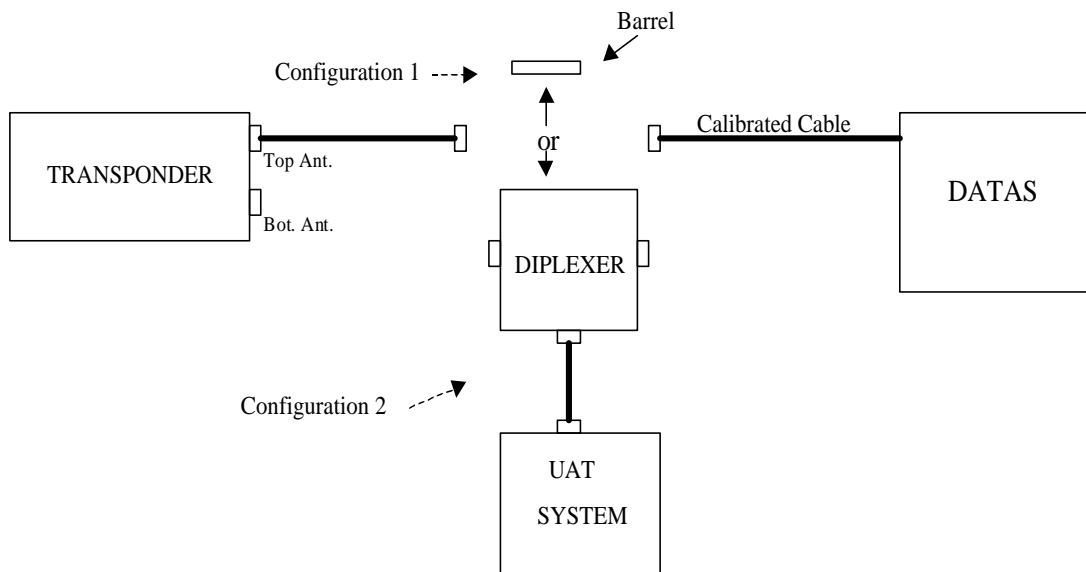 Barrel
Configuration 1
or
Calibrated Cable
TRANSPONDER
Top Ant.
Bot. Ant.
DATAS
DIPLEXER
Configuration 2
UAT
SYSTEM